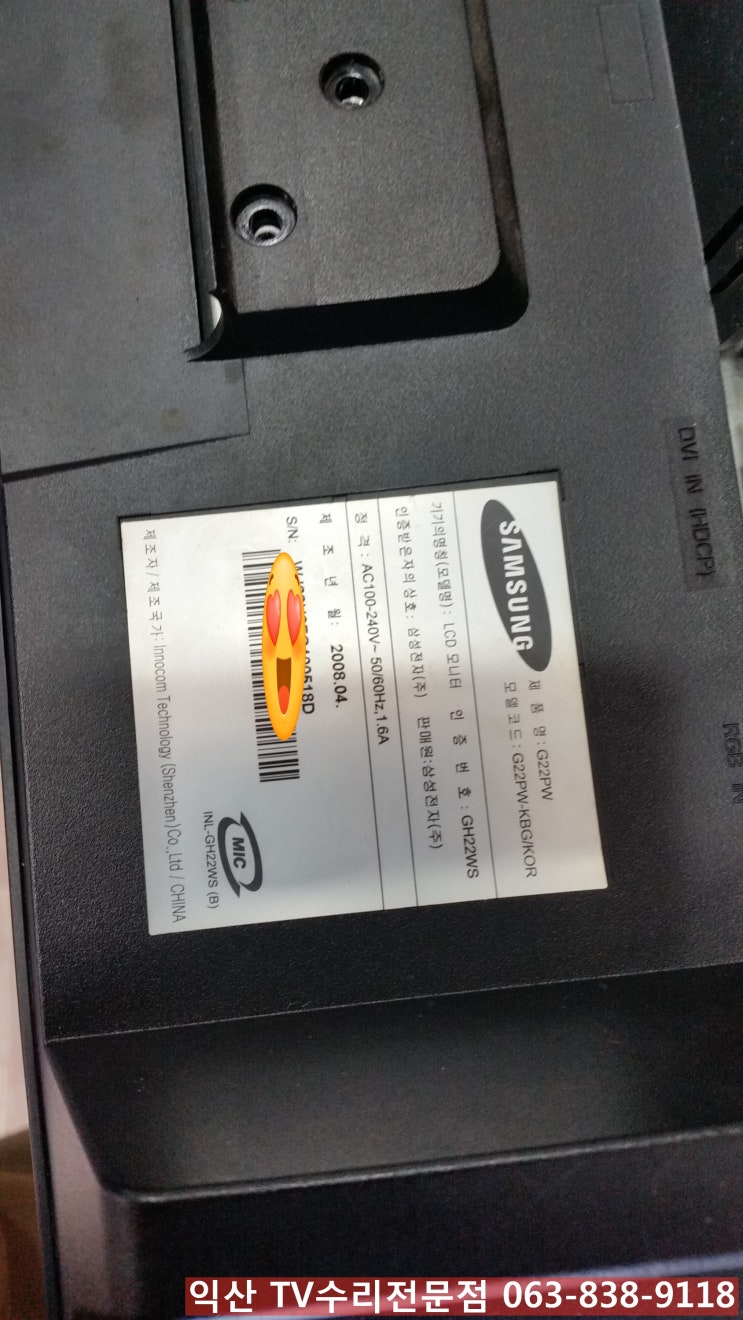 SAMSUNG
제 품 명 : G22PW
모델코드 : G22PW-KBG/KOR
기기의명칭(모델명) : LCD 모니터 인 증 번 호 : GH22WS
인증받은자의상호 : 삼성전자(주) 판매원:삼성전자(주)
정 격 : AC100-240V~ 50/60Hz,1.6A
제 조 년 월 : 2008.04.
S/N:
MIC
INL-GH22WS (B)
제조자/제조국가: Innocom Technology (Shenzhen)Co.,Ltd / CHINA
DVI IN (HDCP)
RGB IN
익산 TV수리전문점 063-838-9118